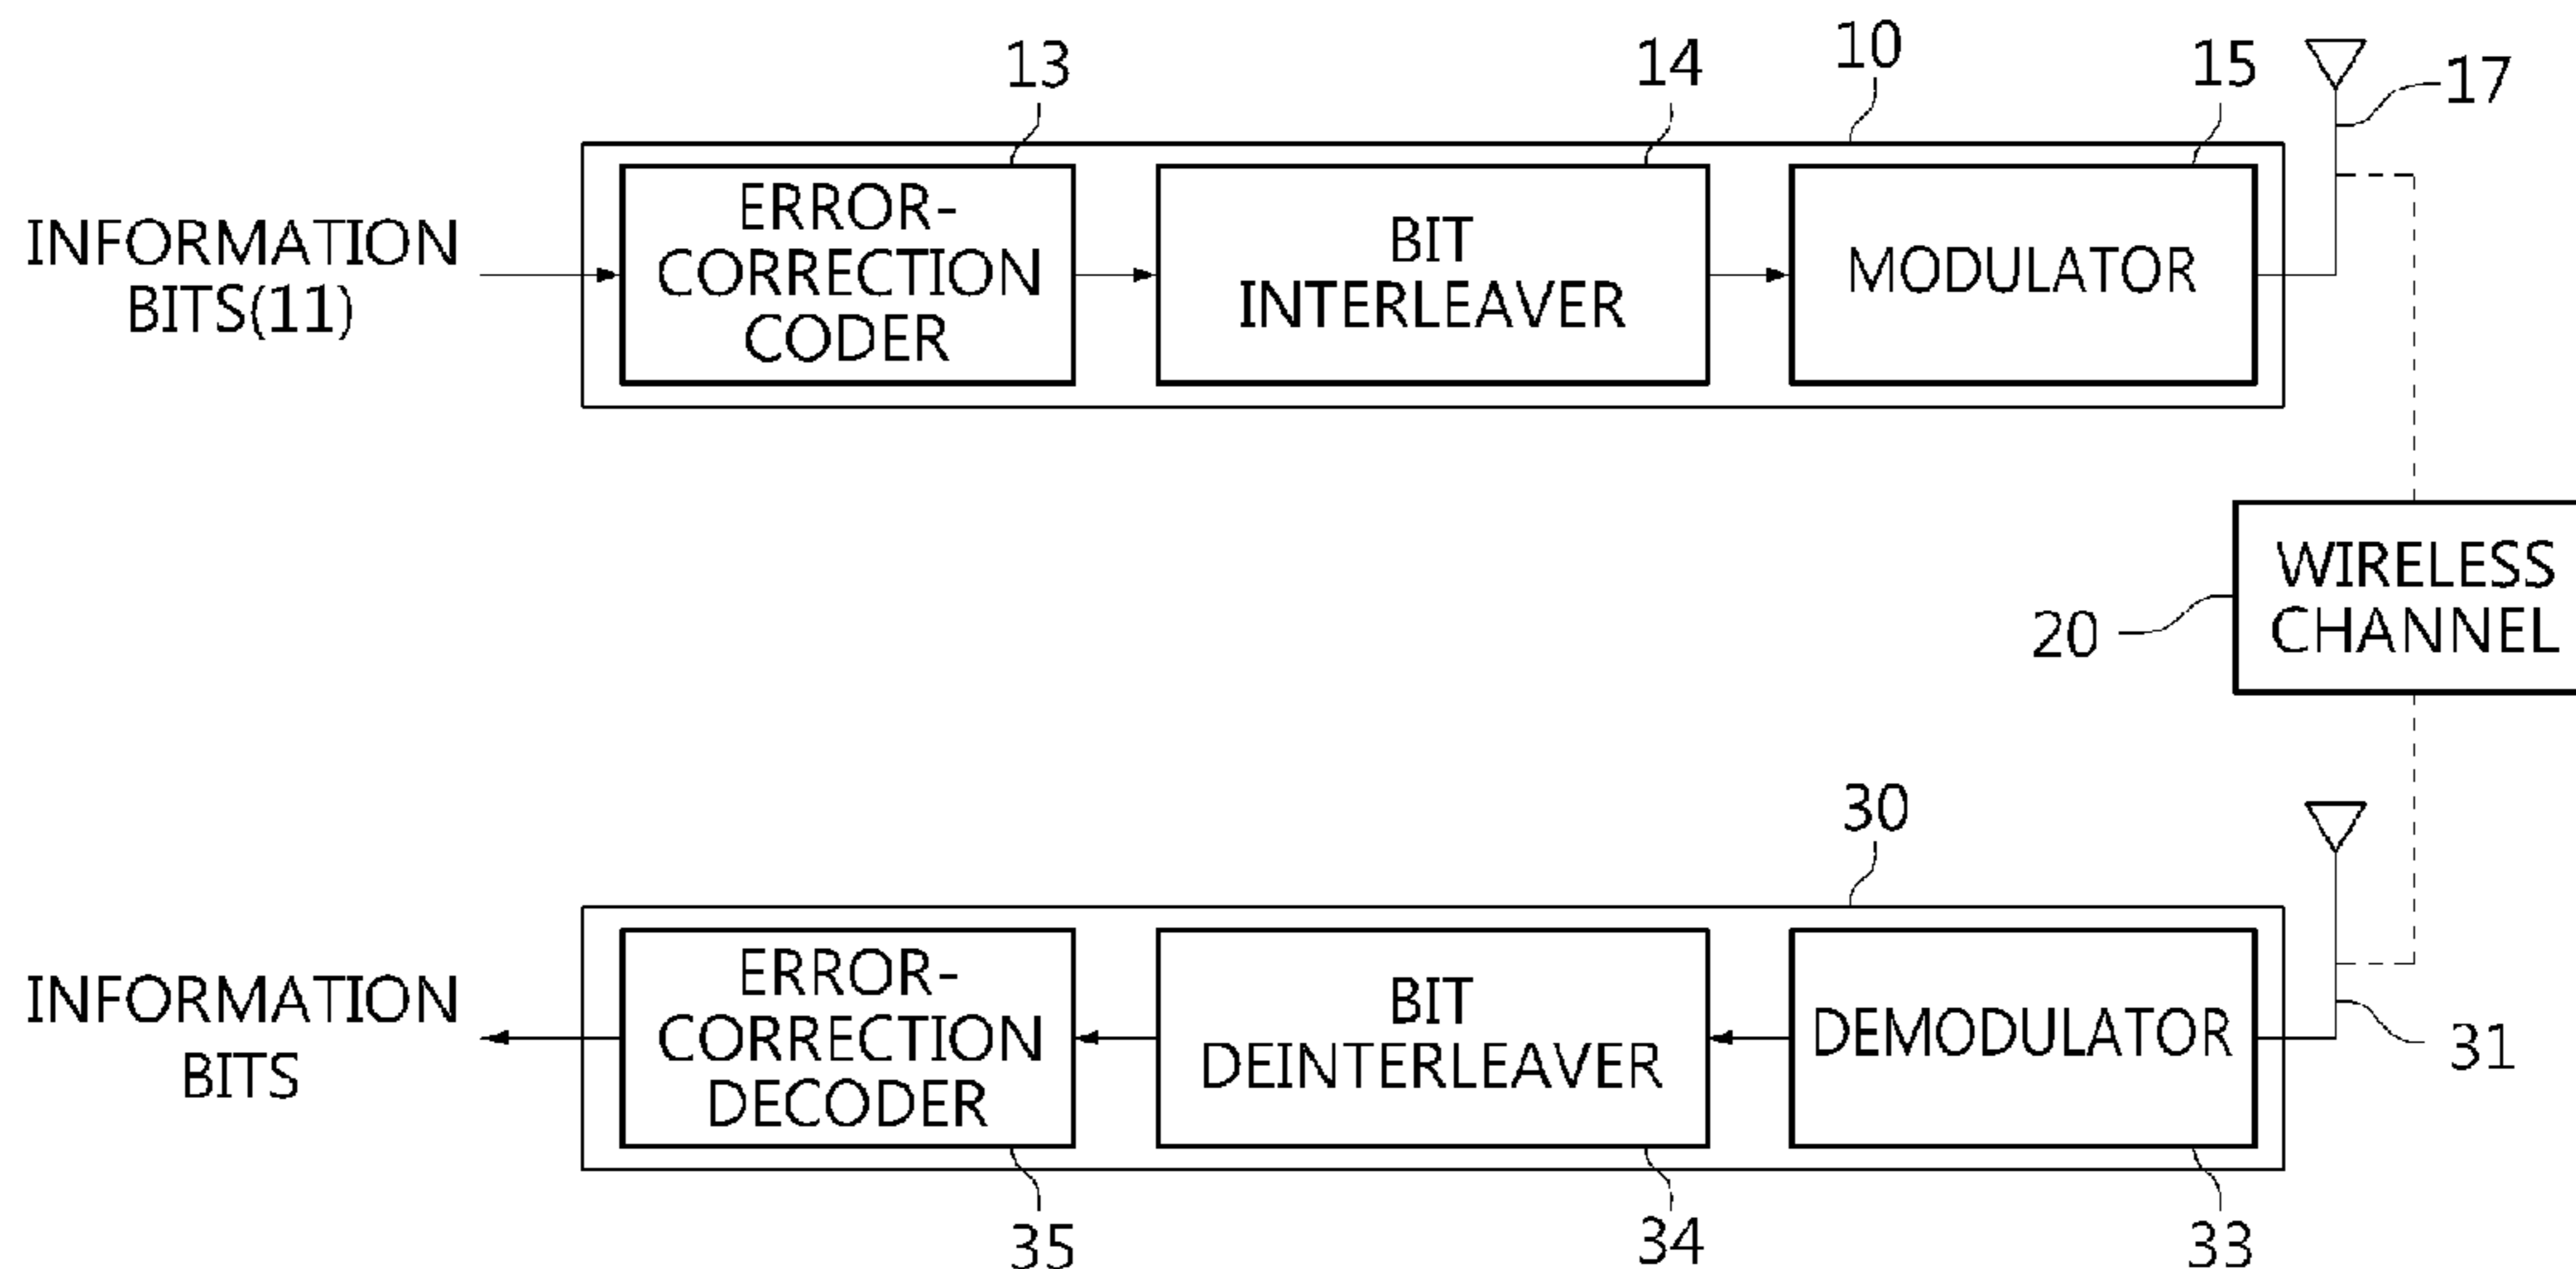 10
13
14
15
17
INFORMATION
BITS(11)
ERROR-
CORRECTION
CODER
BIT
INTERLEAVER
MODULATOR
WIRELESS
CHANNEL
20
30
INFORMATION
BITS
ERROR-
CORRECTION
DECODER
BIT
DEINTERLEAVER
DEMODULATOR
31
35
34
33